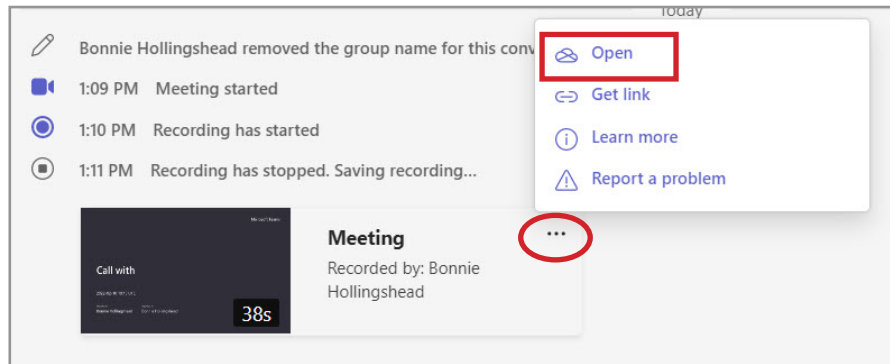 Today
Bonnie Hollingshead removed the group name for this conv
Open
1:09 PM Meeting started
Get link
1:10 PM Recording has started
Learn more
1:11 PM Recording has stopped. Saving recording...
Report a problem
Meeting
Recorded by: Bonnie
Hollingshead
Call with
38s